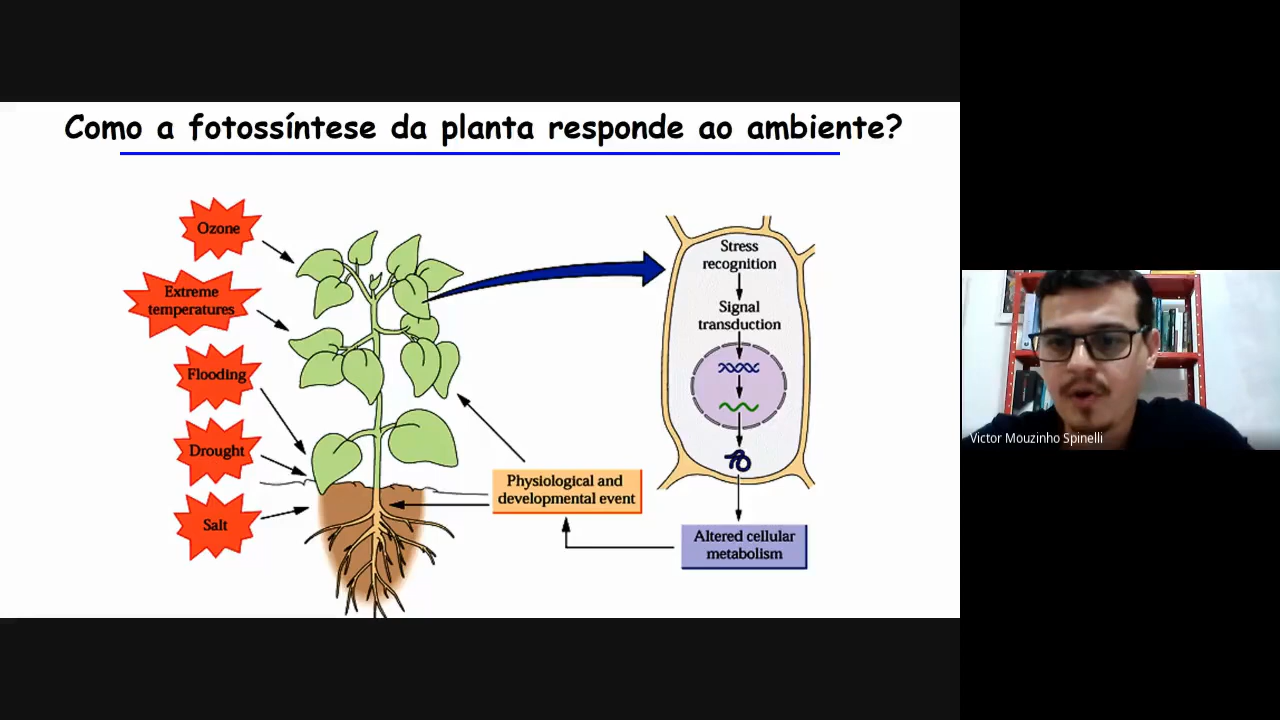 Como a fotossíntese da planta responde ao ambiente?
Ozone
Extreme
temperatures
Flooding
Drought
Salt
Stress
recognition
Signal
transduction
Physiological and
developmental event
Altered cellular
metabolism
Victor Mouzinho Spinelli